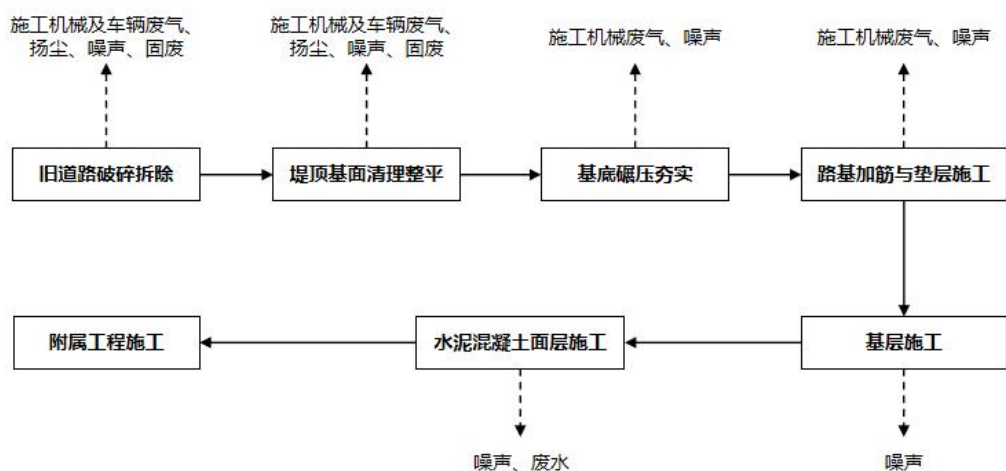 施工机械及车辆废气、
扬尘、噪声、固废
施工机械及车辆废气、
扬尘、噪声、固废
施工机械废气、噪声
施工机械废气、噪声
旧道路破碎拆除
堤顶基面清理整平
基底碾压夯实
路基加筋与垫层施工
附属工程施工
水泥混凝土面层施工
基层施工
噪声、废水
噪声